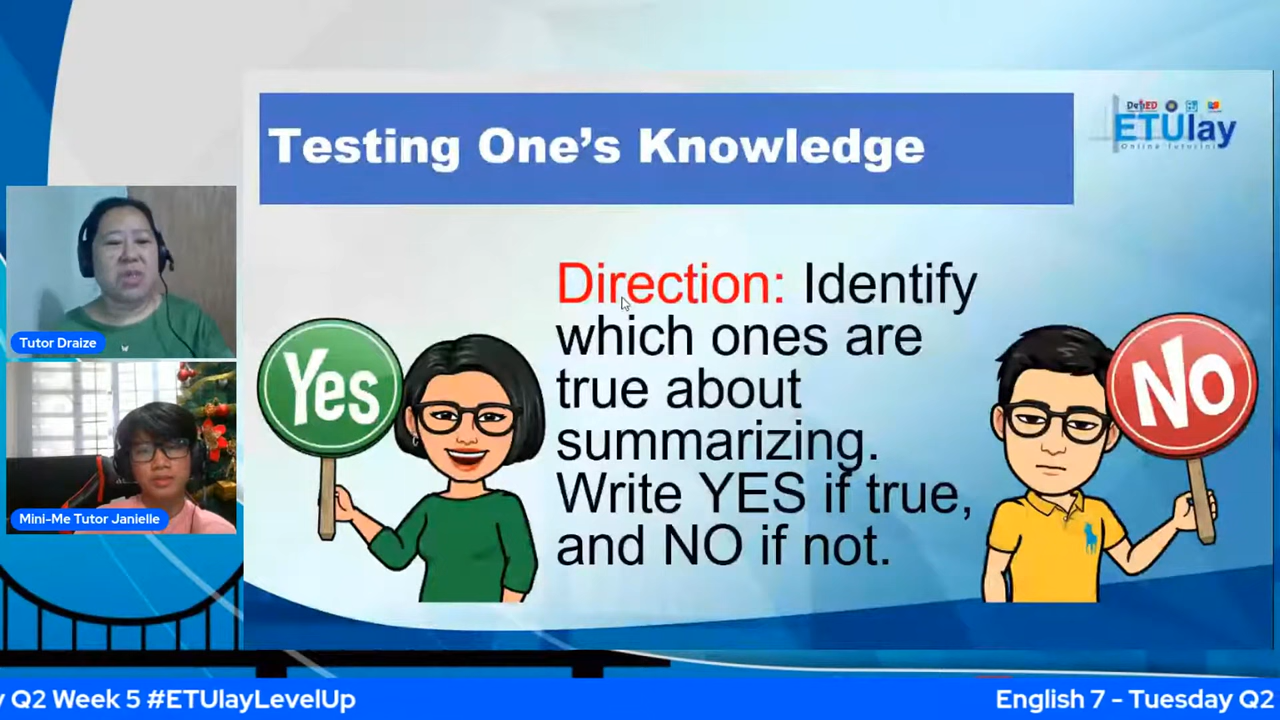 Testing One's Knowledge
DepED
ETUlay
Online Tutorial
Direction: Identify
which ones are
true about
summarizing.
Write YES if true,
and NO if not.
Yes
No
Tutor Draize
Mini-Me Tutor Janielle
y Q2 Week 5 #ETUlayLevelUp
English 7 - Tuesday Q2